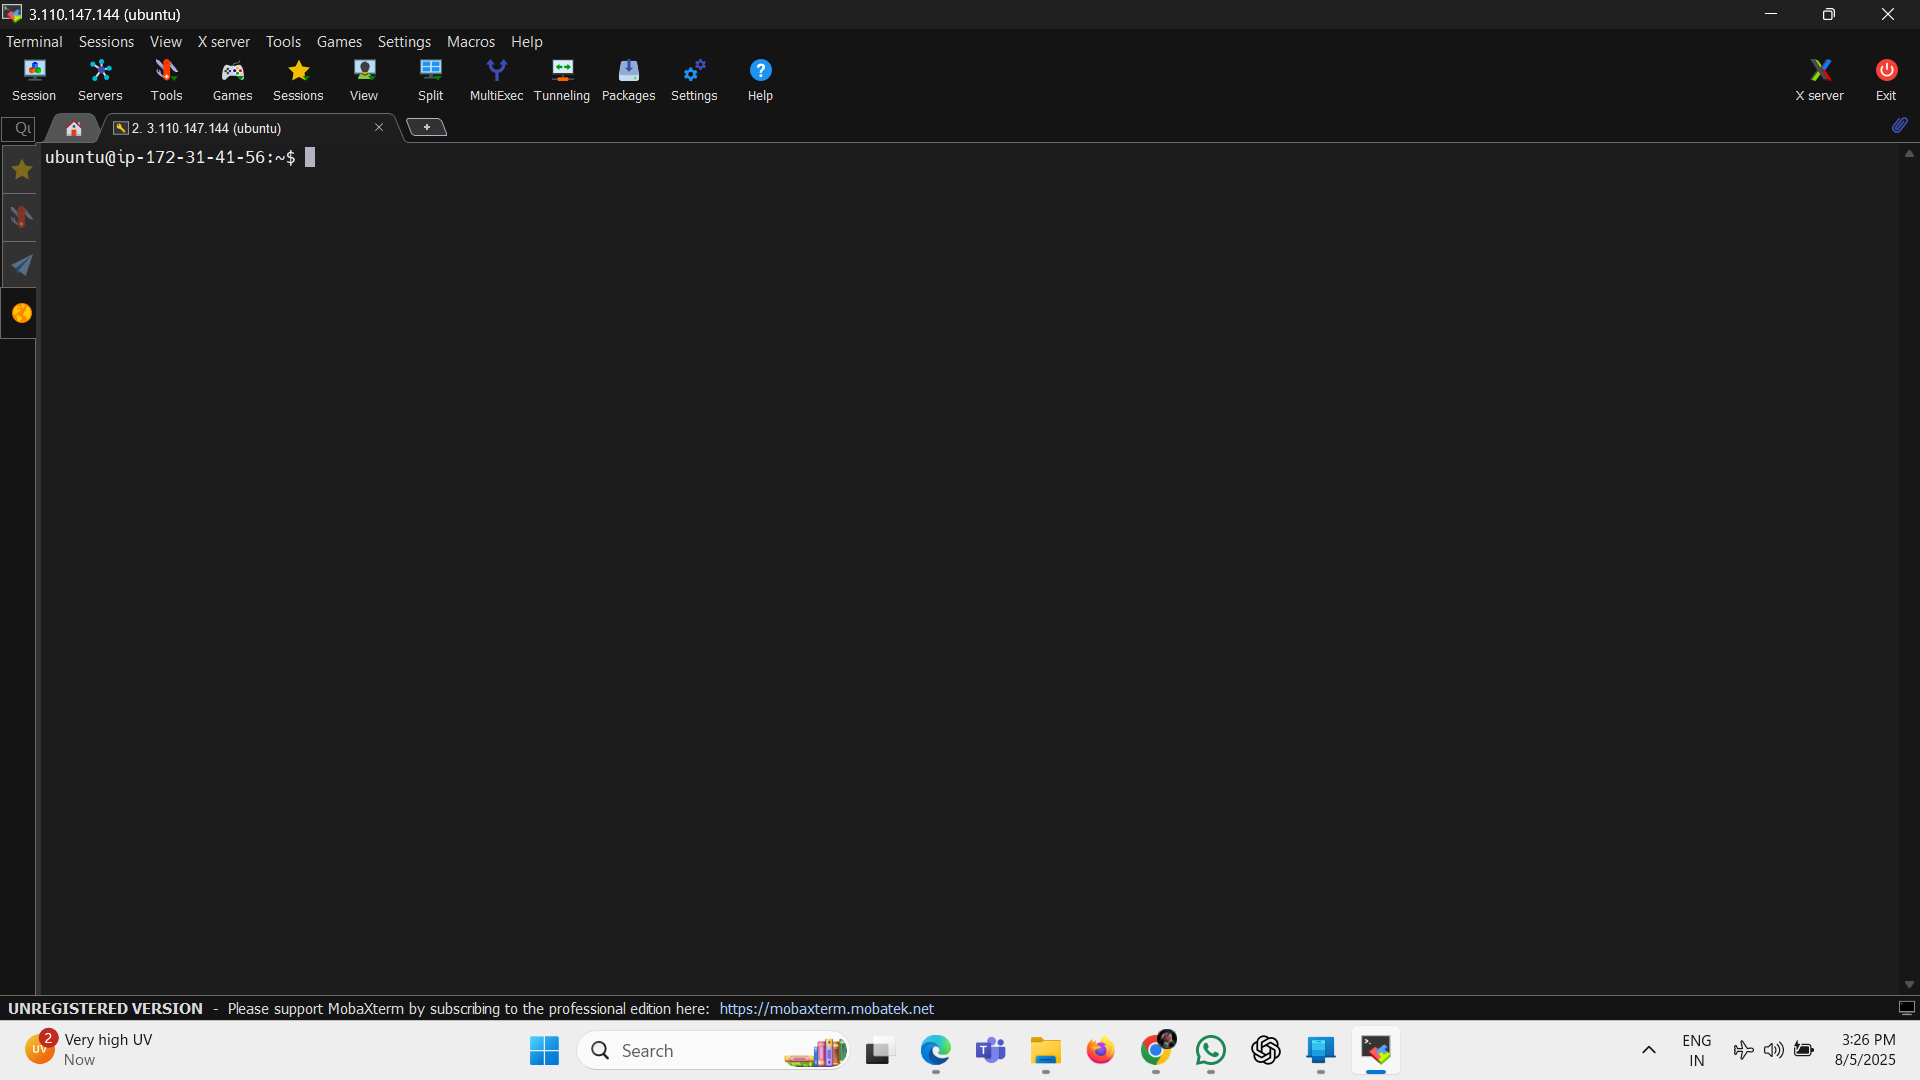 3.110.147.144 (ubuntu)
Terminal Sessions View X server Tools Games Settings Macros Help
Session Servers Tools Games Sessions View Split MultiExec Tunneling Packages Settings Help X server Exit
2. 3.110.147.144 (ubuntu)
ubuntu@ip-172-31-41-56:~$
UNREGISTERED VERSION - Please support MobaXterm by subscribing to the professional edition here: https://mobaxterm.mobatek.net
2
UV
Very high UV
Now
Search
ENG
IN
3:26 PM
8/5/2025